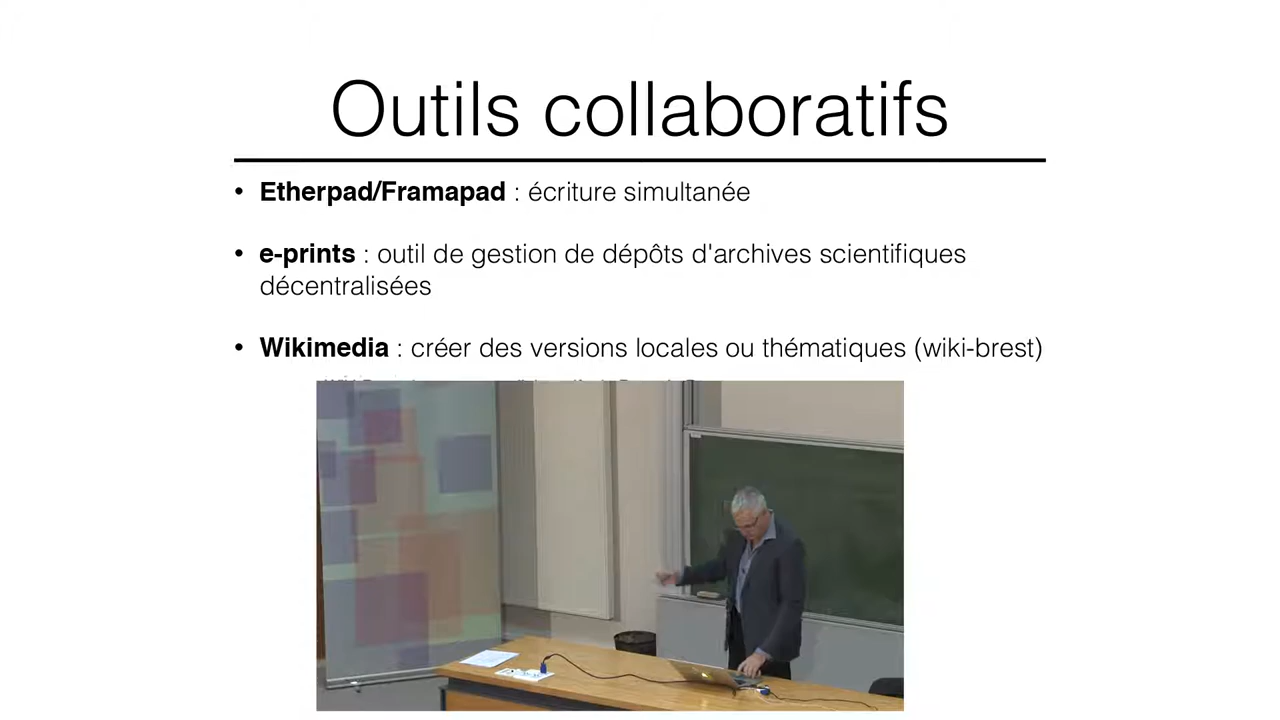 Outils collaboratifs
• Etherpad/Framapad : écriture simultanée
• e-prints : outil de gestion de dépôts d'archives scientifiques
décentralisées
• Wikimedia : créer des versions locales ou thématiques (wiki-brest)